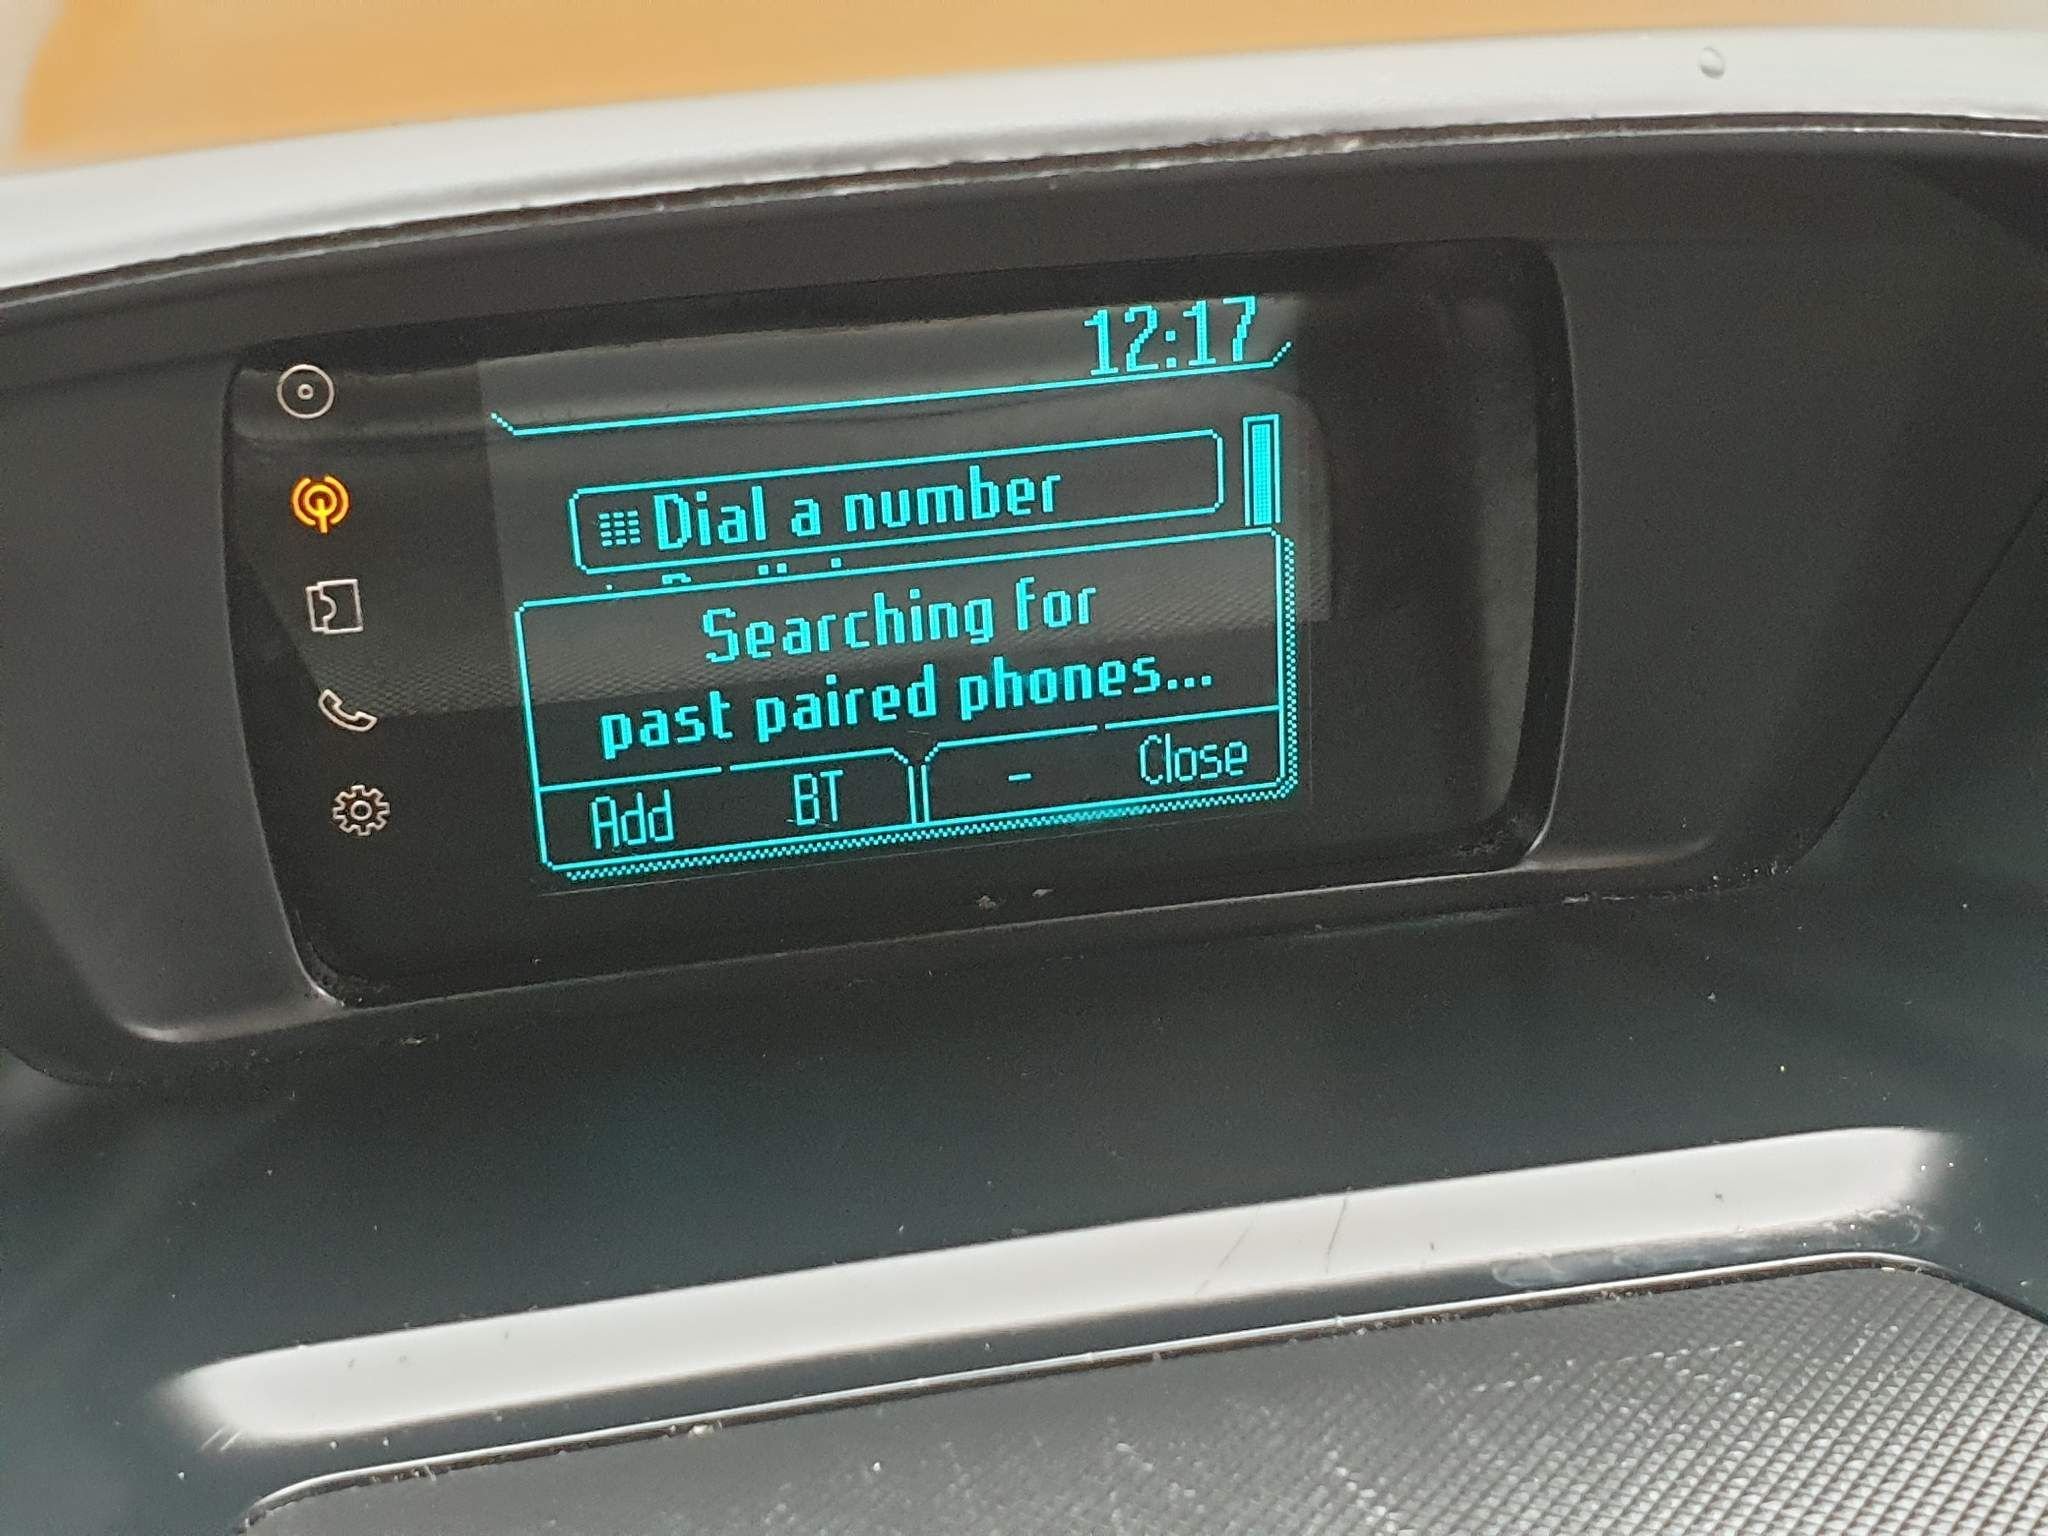 12:17
Dial a number
Searching for
past paired phones...
Add BT - Close